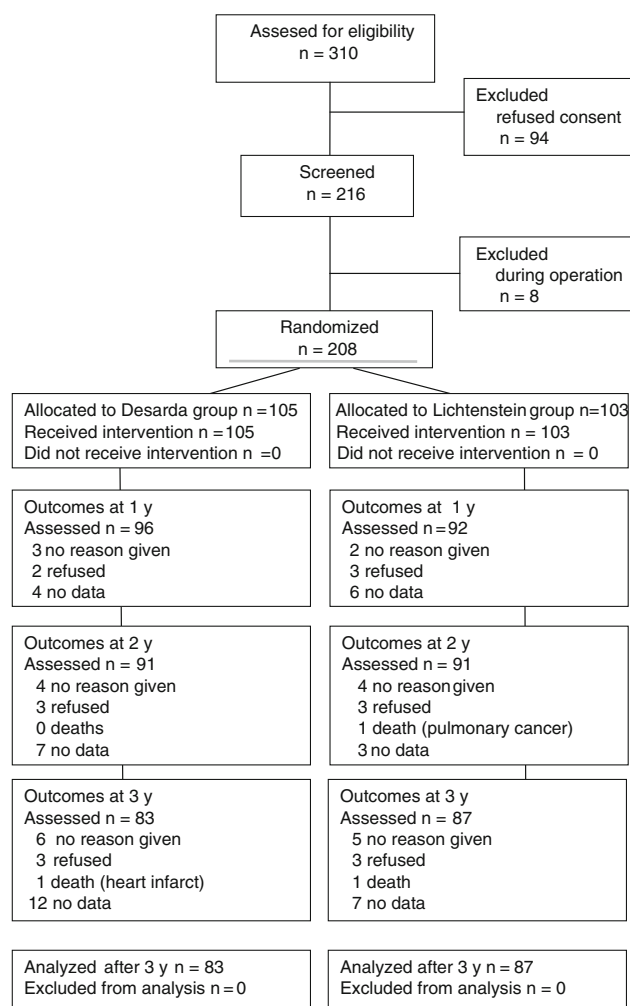 Assesed for eligibility
n = 310
Excluded
refused consent
n = 94
Screened
n = 216
Excluded
during operation
n = 8
Randomized
n = 208
Allocated to Desarda group n = 105
Received intervention n = 105
Did not receive intervention n = 0
Allocated to Lichtenstein group n=103
Received intervention n = 103
Did not receive intervention n = 0
Outcomes at 1 y
Assessed n = 96
3 no reason given
2 refused
4 no data
Outcomes at 1 y
Assessed n = 92
2 no reason given
3 refused
6 no data
Outcomes at 2 y
Assessed n = 91
4 no reason given
3 refused
0 deaths
7 no data
Outcomes at 2 y
Assessed n = 91
4 no reason given
3 refused
1 death (pulmonary cancer)
3 no data
Outcomes at 3 y
Assessed n = 83
6 no reason given
3 refused
1 death (heart infarct)
12 no data
Outcomes at 3 y
Assessed n = 87
5 no reason given
3 refused
1 death
7 no data
Analyzed after 3 y n = 83
Excluded from analysis n = 0
Analyzed after 3 y n = 87
Excluded from analysis n = 0